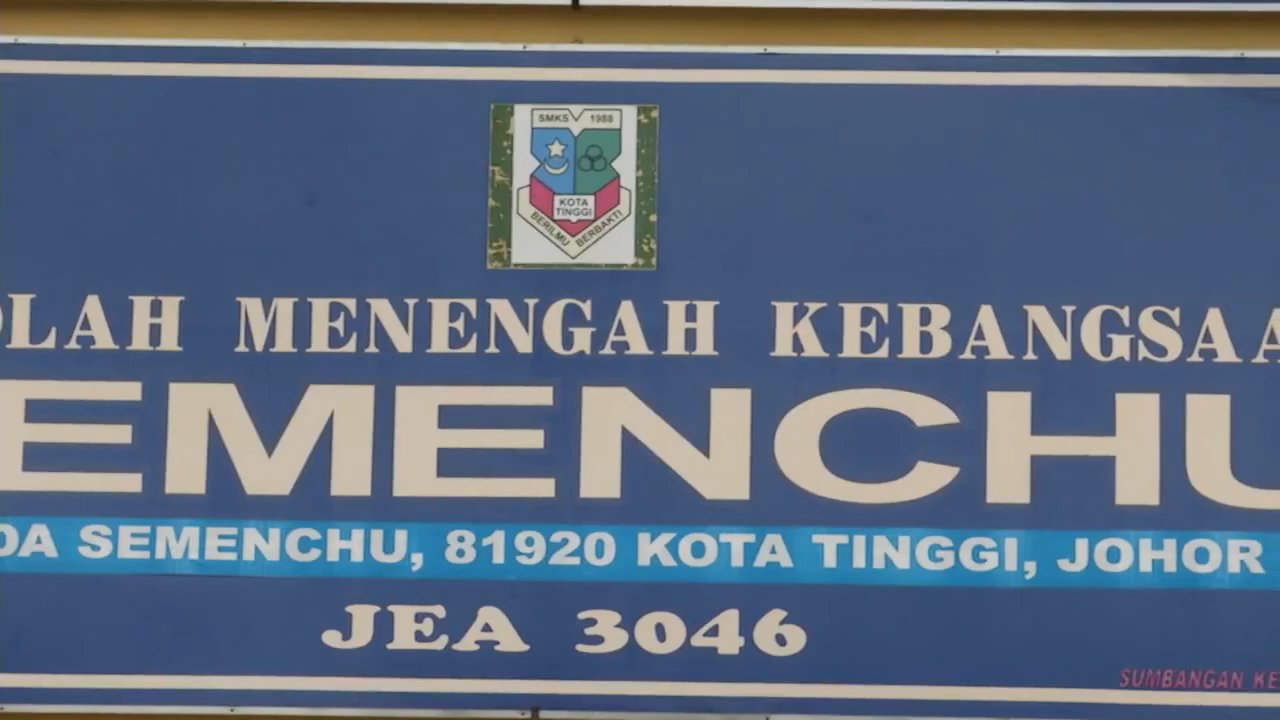 SMKS 1988
KOTA
TINGGI
BERILMU BERBAKTI
OLAH MENENGAH KEBANGSAA
EMENCHU
DA SEMENCHU, 81920 KOTA TINGGI, JOHOR
JEA 3046
SUMBANGAN KE